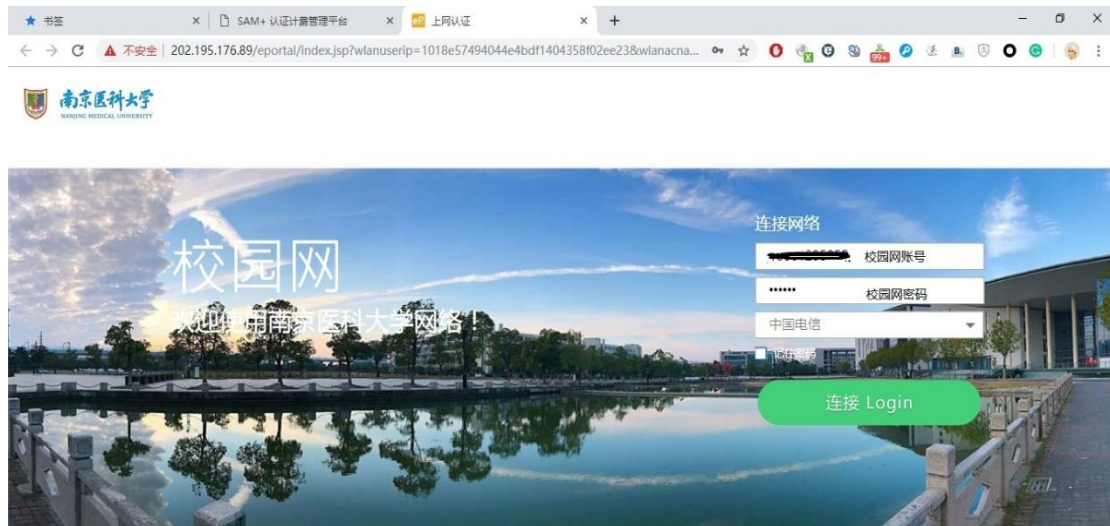 书签
SAM+ 认证计费管理平台
上网认证
不安全 | 202.195.176.89/eportal/index.jsp?wlanuserip=1018e57494044e4bdf1404358f02ee23&wlanacna...
99+
南京医科大学
NANJING MEDICAL UNIVERSITY
校园网
欢迎使用南京医科大学网络！
连接网络
校园网账号
•••••• 校园网密码
中国电信
记住密码
连接 Login